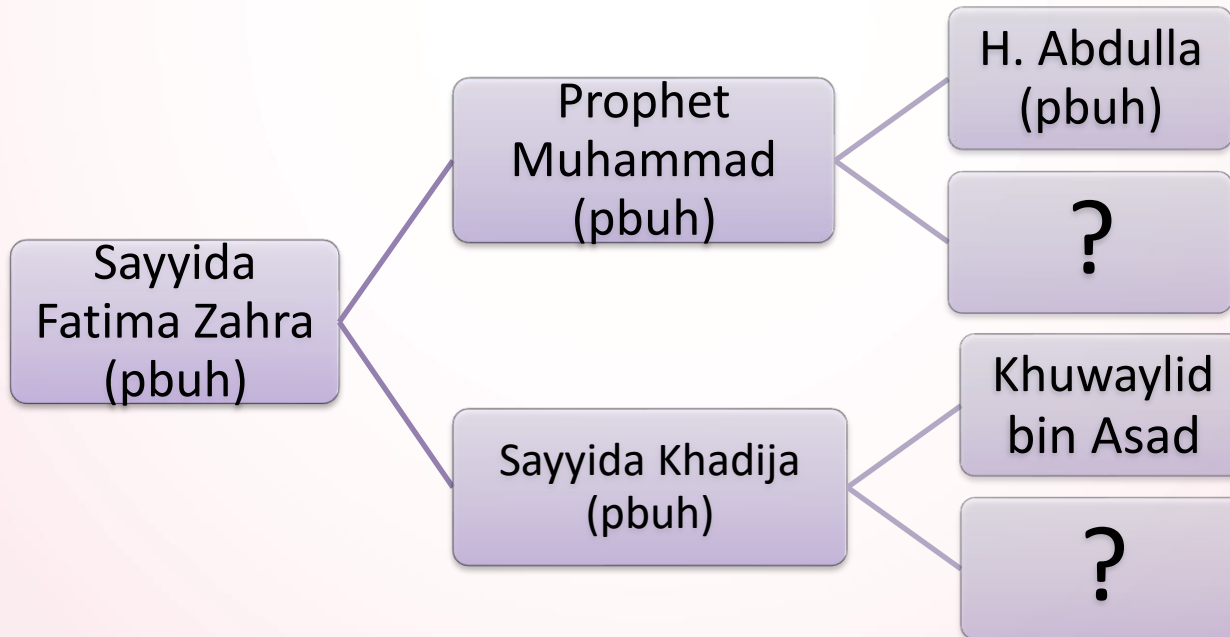 Sayyida
Fatima Zahra
(pbuh)
Prophet
Muhammad
(pbuh)
Sayyida Khadija
(pbuh)
H. Abdulla
(pbuh)
?
Khuwaylid
bin Asad
?